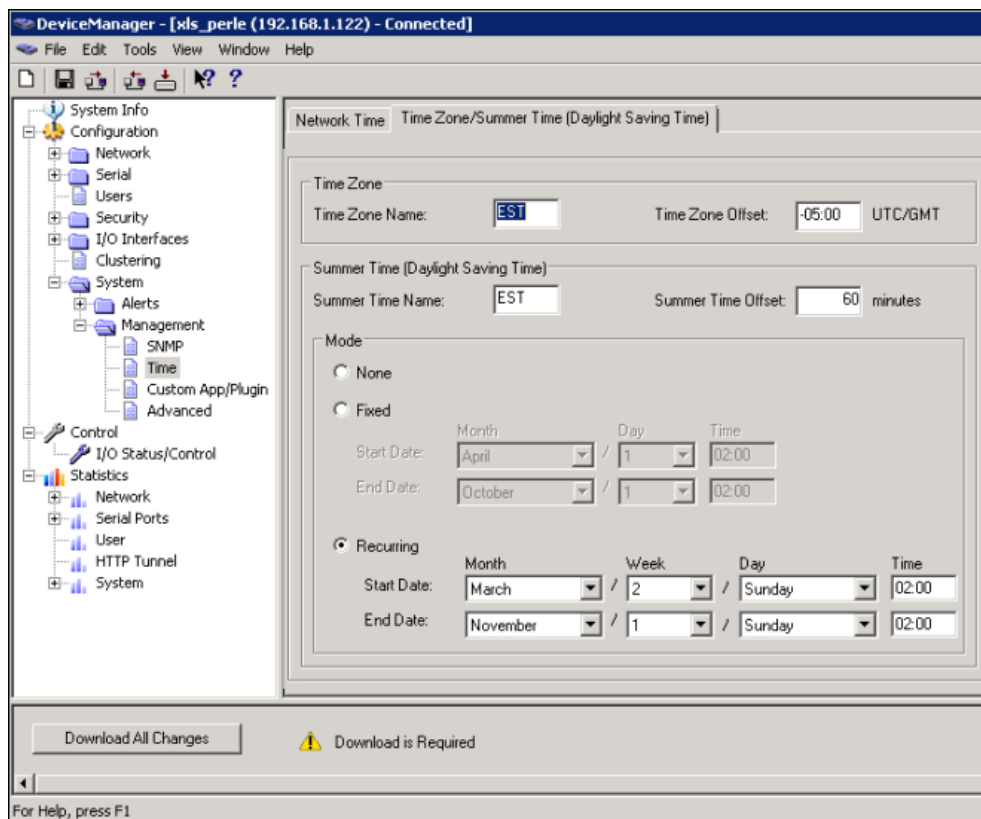 DeviceManager - [xls_perle (192.168.1.122) - Connected]
File Edit Tools View Window Help
System Info
Configuration
Network
Serial
Users
Security
I/O Interfaces
Clustering
System
Alerts
Management
SNMP
Time
Custom App/Plugin
Advanced
Control
I/O Status/Control
Statistics
Network
Serial Ports
User
HTTP Tunnel
System
Network Time Time Zone/Summer Time (Daylight Saving Time)
Time Zone
Time Zone Name: EST Time Zone Offset: -05:00 UTC/GMT
Summer Time (Daylight Saving Time)
Summer Time Name: EST Summer Time Offset: 60 minutes
Mode
None
Fixed
Month Day Time
Start Date: April / 1 02:00
End Date: October / 1 02:00
Recurring
Month Week Day Time
Start Date: March / 2 / Sunday 02:00
End Date: November / 1 / Sunday 02:00
Download All Changes Download is Required
For Help, press F1